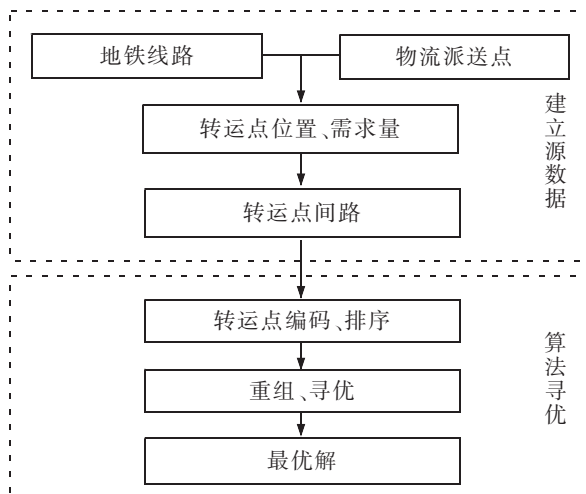 地铁线路
物流派送点
转运点位置、需求量
转运点间路
建立源数据
转运点编码、排序
重组、寻优
最优解
算法寻优